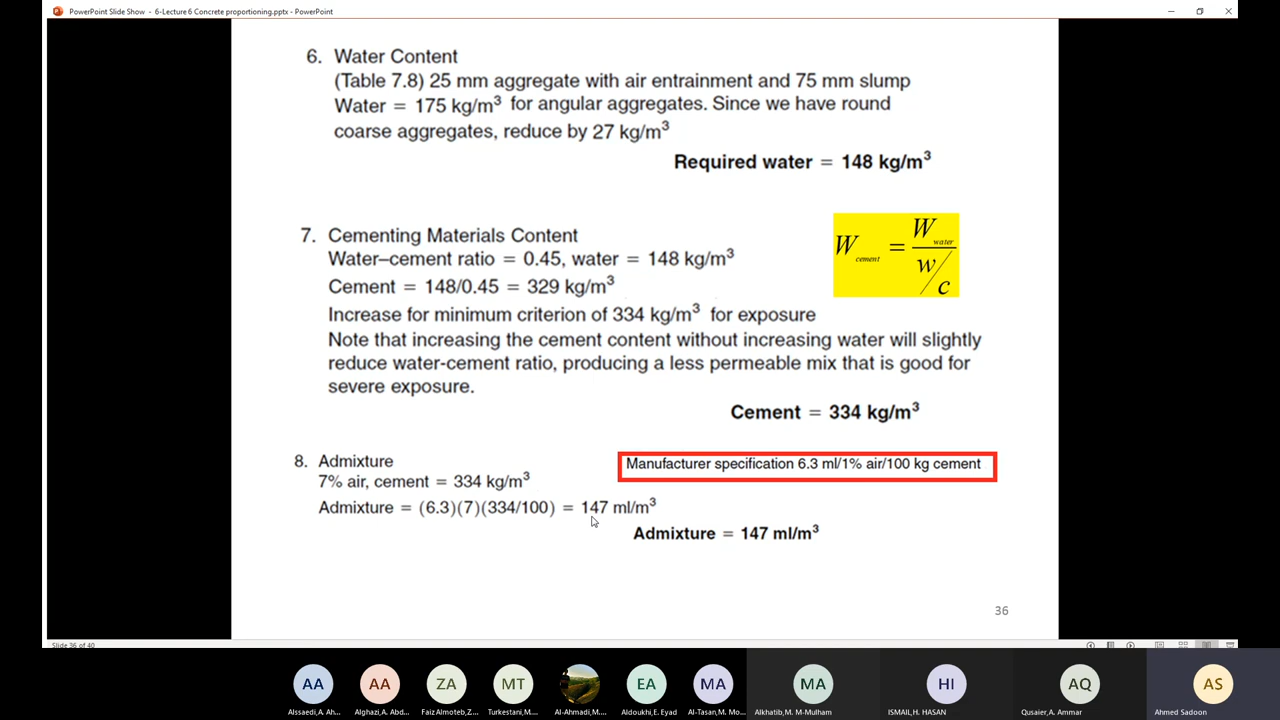 PowerPoint Slide Show - 6-Lecture 6 Concrete proportioning.pptx - PowerPoint
6. Water Content
(Table 7.8) 25 mm aggregate with air entrainment and 75 mm slump
Water = 175 kg/m³ for angular aggregates. Since we have round
coarse aggregates, reduce by 27 kg/m³
Required water = 148 kg/m³
7. Cementing Materials Content
Water–cement ratio = 0.45, water = 148 kg/m³
Cement = 148/0.45 = 329 kg/m³
W cement = W water / w/c
Increase for minimum criterion of 334 kg/m³ for exposure
Note that increasing the cement content without increasing water will slightly
reduce water-cement ratio, producing a less permeable mix that is good for
severe exposure.
Cement = 334 kg/m³
8. Admixture
Manufacturer specification 6.3 ml/1% air/100 kg cement
7% air, cement = 334 kg/m³
Admixture = (6.3)(7)(334/100) = 147 ml/m³
Admixture = 147 ml/m³
36
Slide 36 of 40
AA AA ZA MT EA MA MA HI AQ AS
Alssaedi,A. Ah... Alghazi,A. Abd... Faiz Almoteb,Z... Turkestani,M.... Al-Ahmadi,M.... Aldoukhi,E. Eyad Al-Tasan,M. Mo... Alkhatib,M. M-Mulham ISMAIL,H. HASAN Qusaier,A. Ammar Ahmed Sadoon